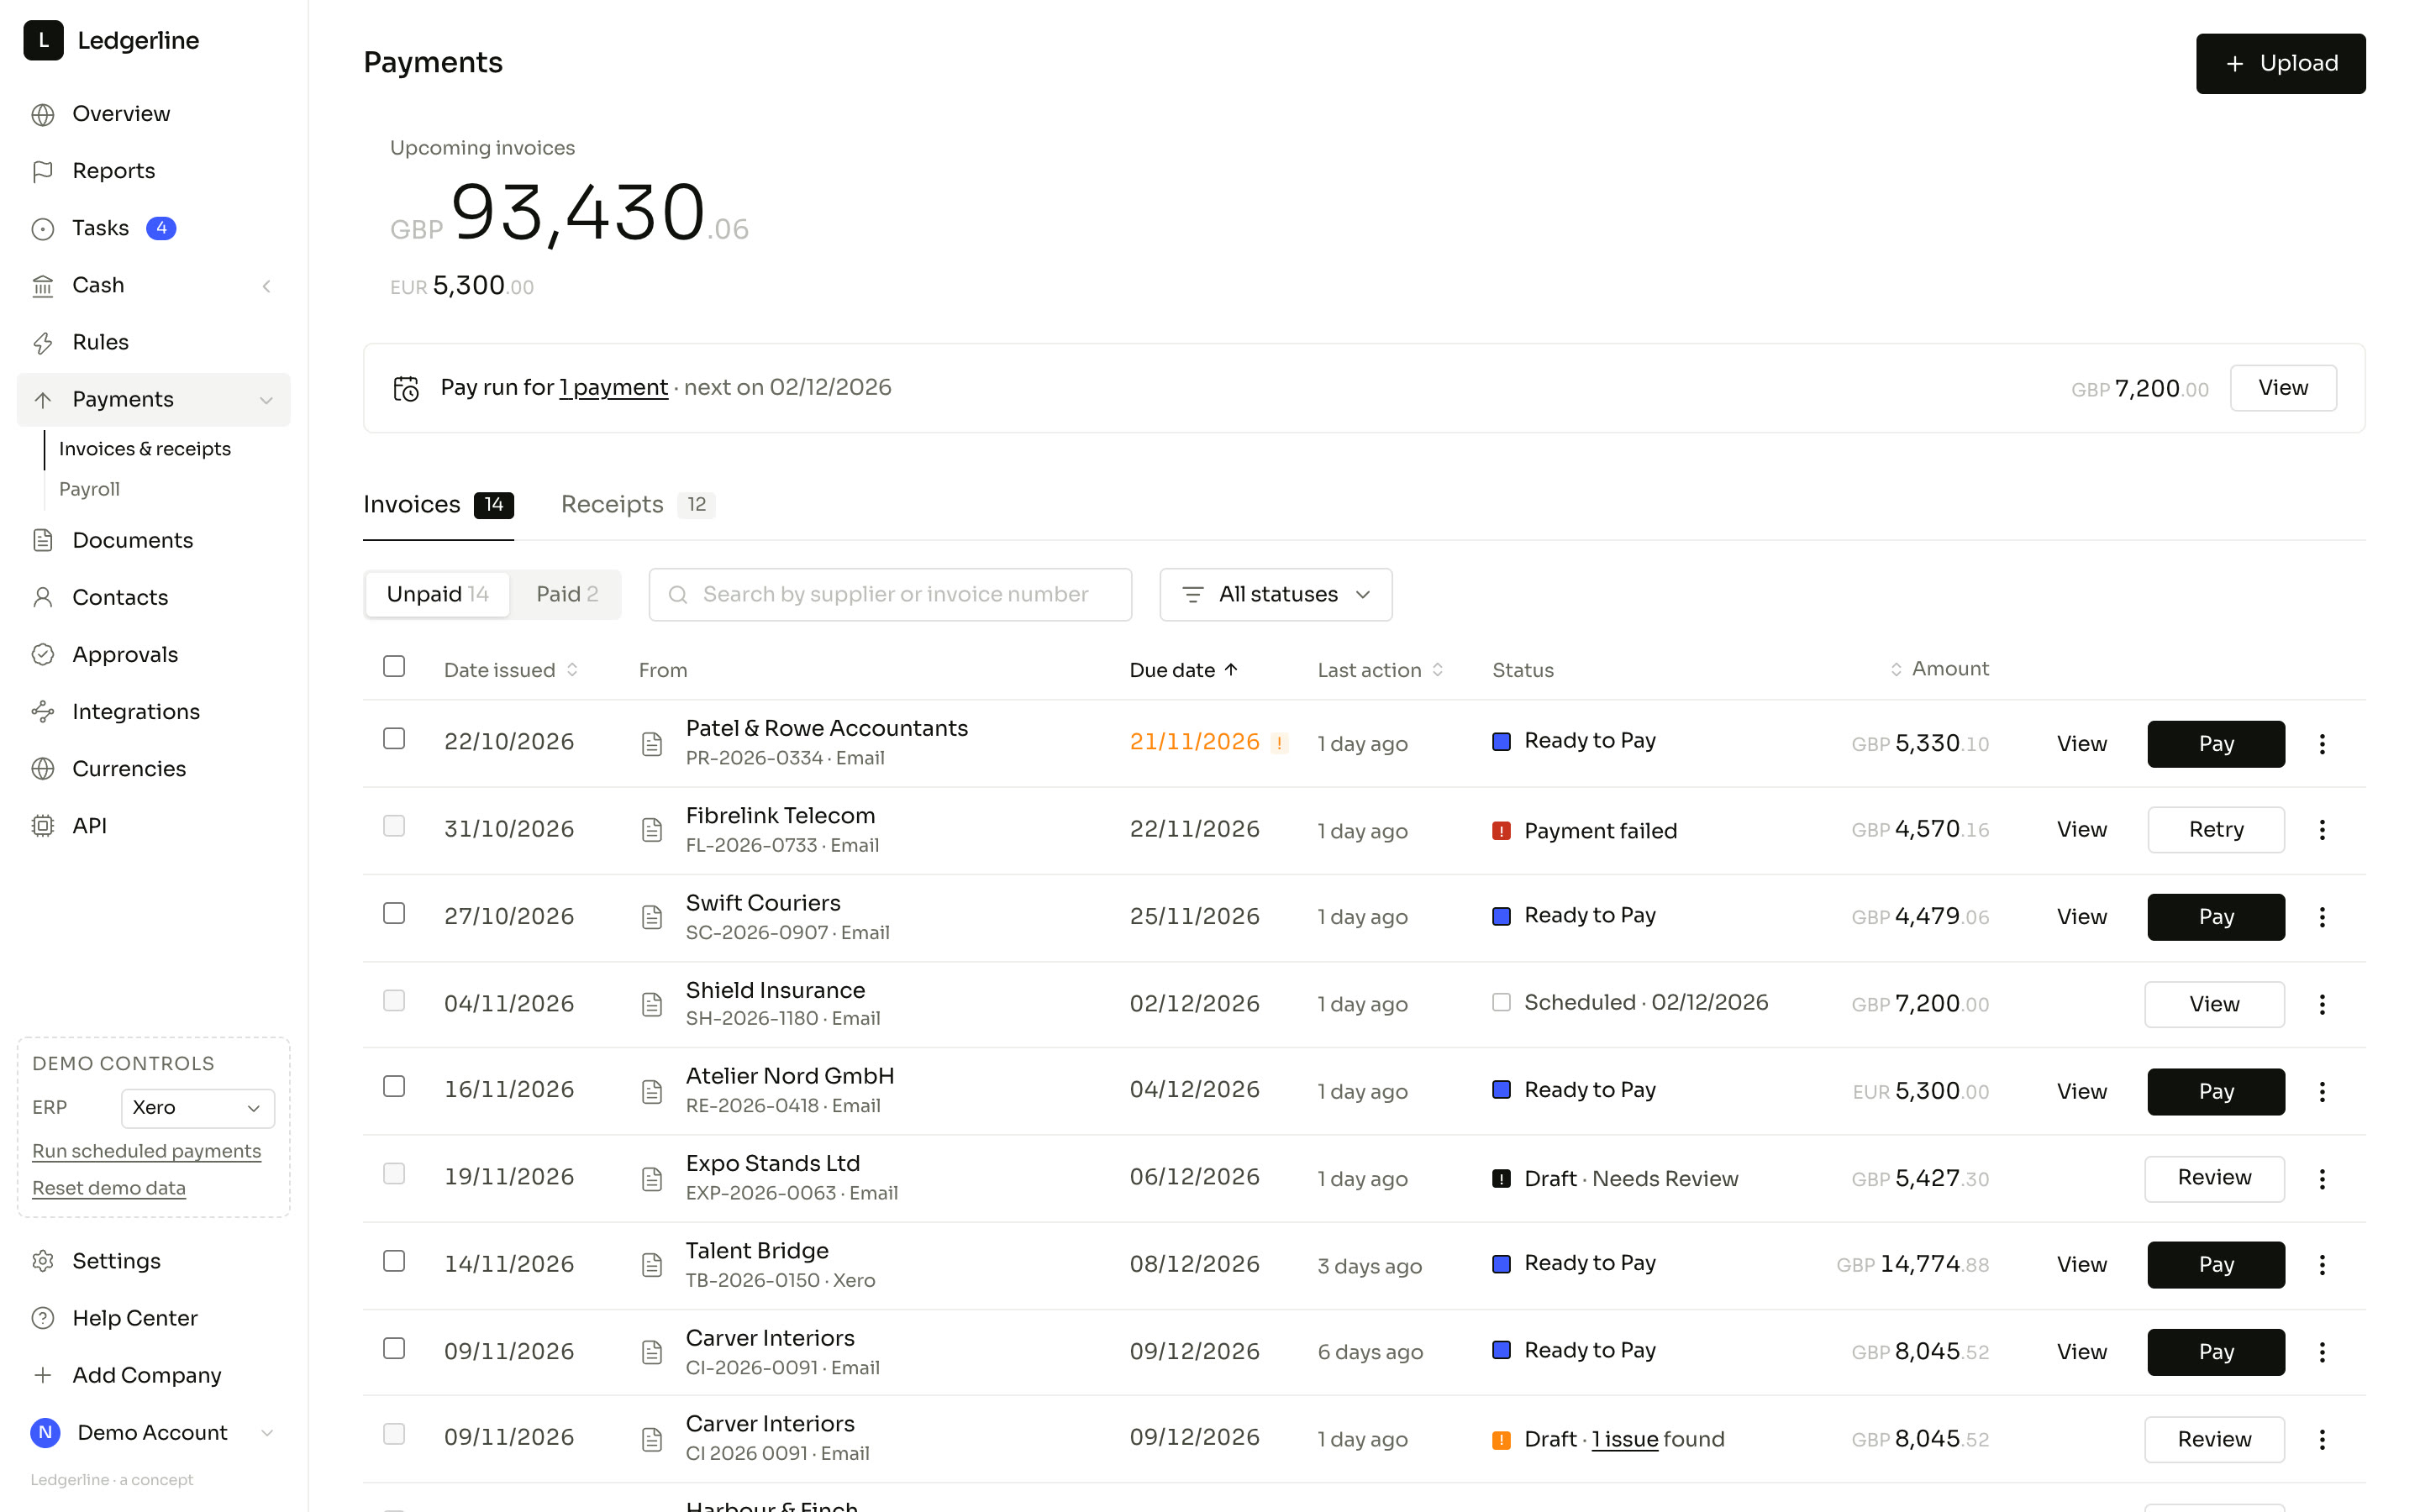 L Ledgerline
Overview
Reports
Tasks 4
Cash
Rules
Payments
Invoices & receipts
Payroll
Documents
Contacts
Approvals
Integrations
Currencies
API
DEMO CONTROLS
ERP Xero
Run scheduled payments
Reset demo data
Settings
Help Center
Add Company
N Demo Account
Ledgerline · a concept
Payments
+ Upload
Upcoming invoices
GBP 93,430.06
EUR 5,300.00
Pay run for 1 payment · next on 02/12/2026 GBP 7,200.00 View
Invoices 14 Receipts 12
Unpaid 14 Paid 2 Search by supplier or invoice number All statuses
Date issued From Due date Last action Status Amount
22/10/2026 Patel & Rowe Accountants 21/11/2026 ! 1 day ago Ready to Pay GBP 5,330.10 View Pay
PR-2026-0334 · Email
31/10/2026 Fibrelink Telecom 22/11/2026 1 day ago ! Payment failed GBP 4,570.16 View Retry
FL-2026-0733 · Email
27/10/2026 Swift Couriers 25/11/2026 1 day ago Ready to Pay GBP 4,479.06 View Pay
SC-2026-0907 · Email
04/11/2026 Shield Insurance 02/12/2026 1 day ago Scheduled · 02/12/2026 GBP 7,200.00 View
SH-2026-1180 · Email
16/11/2026 Atelier Nord GmbH 04/12/2026 1 day ago Ready to Pay EUR 5,300.00 View Pay
RE-2026-0418 · Email
19/11/2026 Expo Stands Ltd 06/12/2026 1 day ago ! Draft · Needs Review GBP 5,427.30 Review
EXP-2026-0063 · Email
14/11/2026 Talent Bridge 08/12/2026 3 days ago Ready to Pay GBP 14,774.88 View Pay
TB-2026-0150 · Xero
09/11/2026 Carver Interiors 09/12/2026 6 days ago Ready to Pay GBP 8,045.52 View Pay
CI-2026-0091 · Email
09/11/2026 Carver Interiors 09/12/2026 1 day ago ! Draft · 1 issue found GBP 8,045.52 Review
CI 2026 0091 · Email
Harbour & Finch